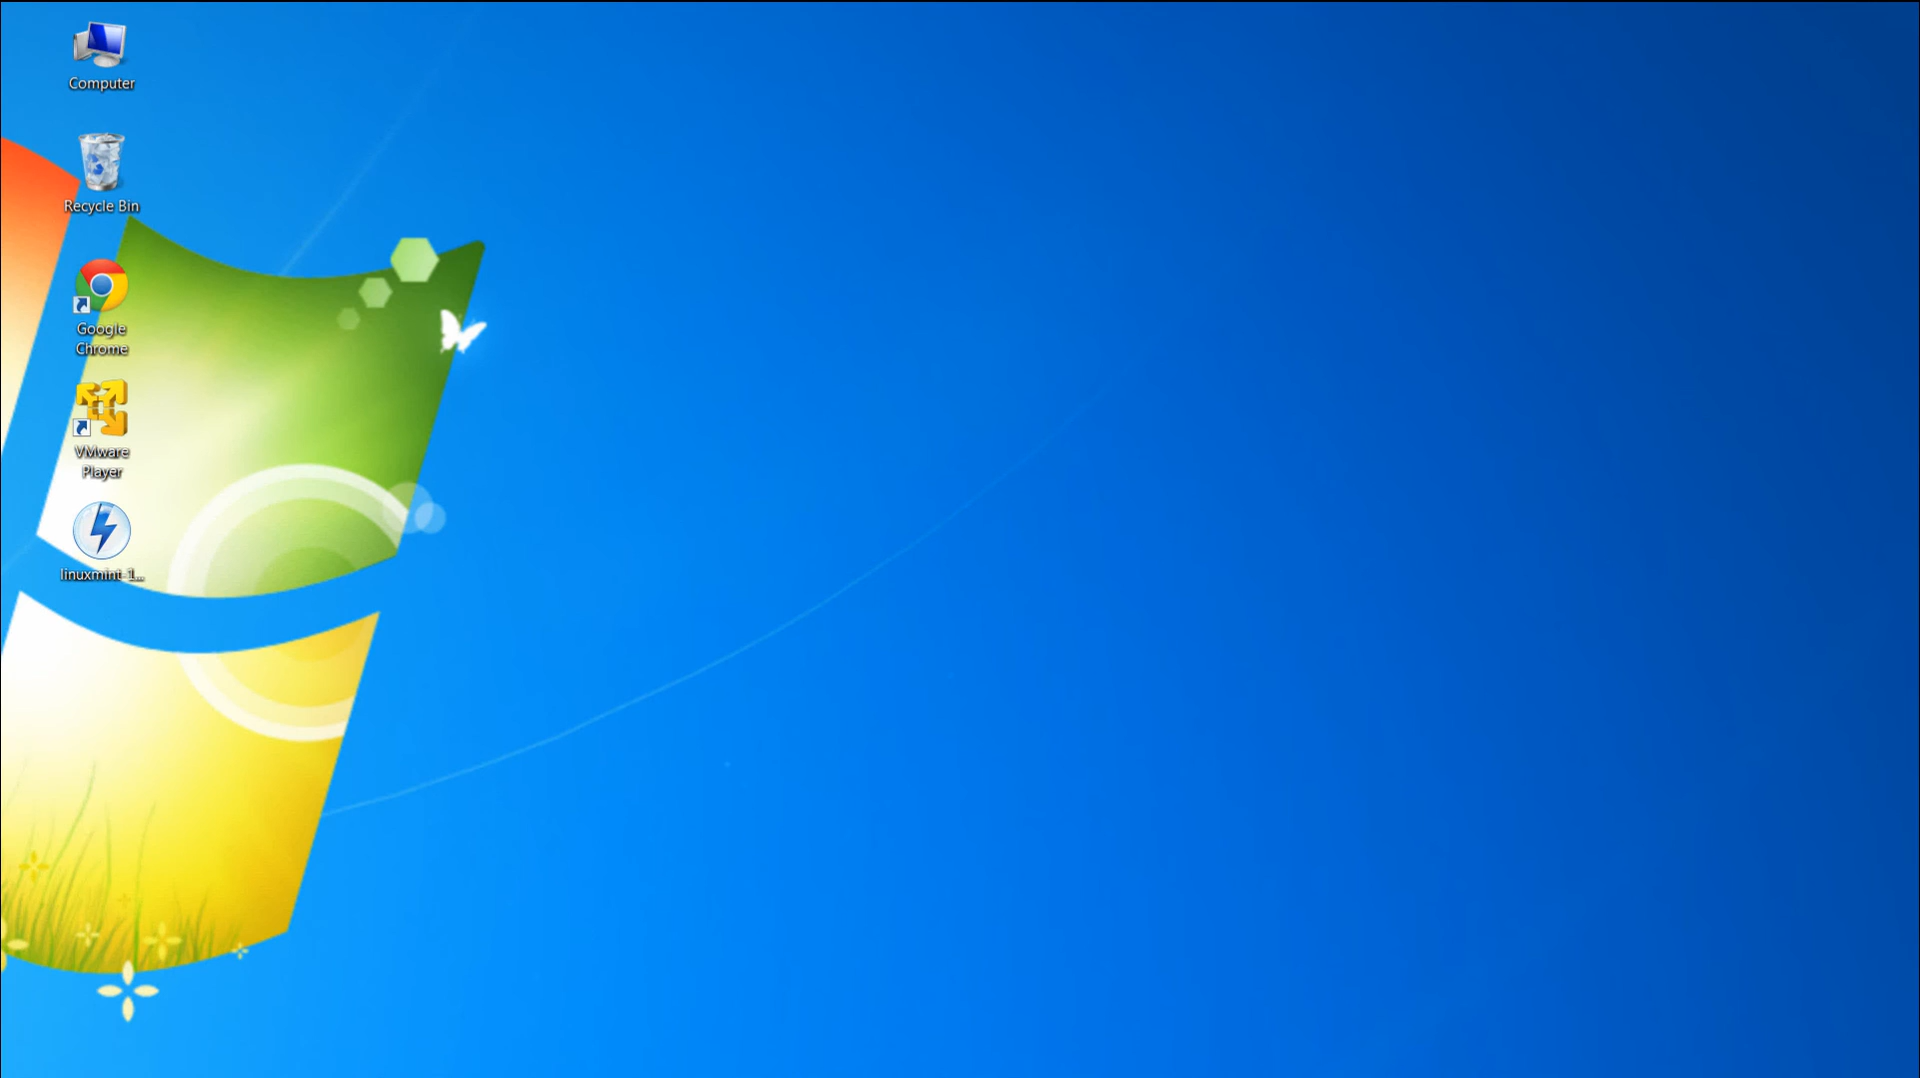 Computer
Recycle Bin
Google
Chrome
VMware
Player
linuxmint-1...